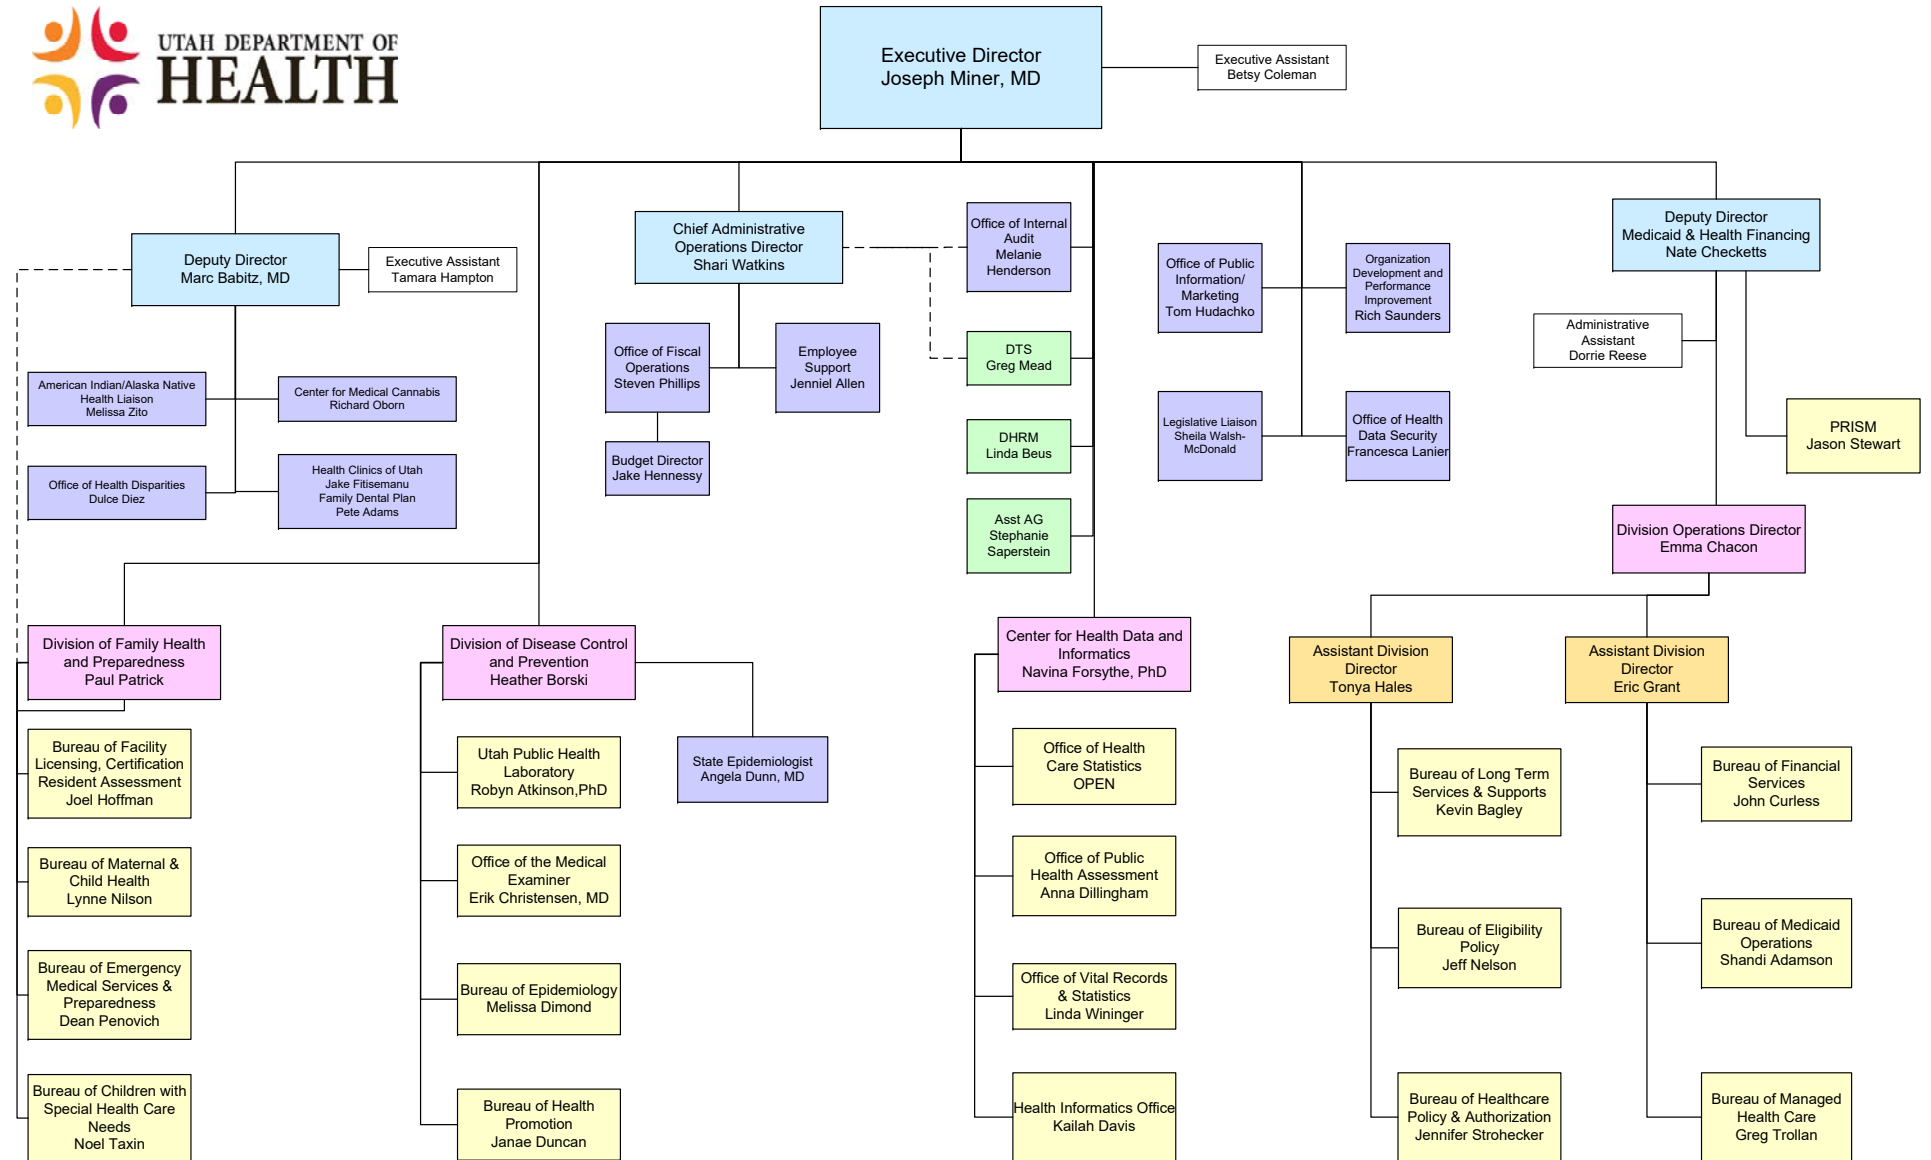 UTAH DEPARTMENT OF
HEALTH
Executive Director
Joseph Miner, MD
Executive Assistant
Betsy Coleman
Deputy Director
Marc Babitz, MD
Executive Assistant
Tamara Hampton
American Indian/Alaska Native
Health Liaison
Melissa Zito
Center for Medical Cannabis
Richard Oborn
Office of Health Disparities
Dulce Diez
Health Clinics of Utah
Jake Fitisemanu
Family Dental Plan
Pete Adams
Chief Administrative
Operations Director
Shari Watkins
Office of Fiscal
Operations
Steven Phillips
Employee
Support
Jenniel Allen
Budget Director
Jake Hennessy
Office of Internal
Audit
Melanie
Henderson
DTS
Greg Mead
DHRM
Linda Beus
Asst AG
Stephanie
Saperstein
Office of Public
Information/
Marketing
Tom Hudachko
Organization
Development and
Performance
Improvement
Rich Saunders
Legislative Liaison
Sheila Walsh-
McDonald
Office of Health
Data Security
Francesca Lanier
Deputy Director
Medicaid & Health Financing
Nate Checketts
Administrative
Assistant
Dorrie Reese
PRISM
Jason Stewart
Division Operations Director
Emma Chacon
Division of Family Health
and Preparedness
Paul Patrick
Bureau of Facility
Licensing, Certification
Resident Assessment
Joel Hoffman
Bureau of Maternal &
Child Health
Lynne Nilson
Bureau of Emergency
Medical Services &
Preparedness
Dean Penovich
Bureau of Children with
Special Health Care
Needs
Noel Taxin
Division of Disease Control
and Prevention
Heather Borski
State Epidemiologist
Angela Dunn, MD
Utah Public Health
Laboratory
Robyn Atkinson,PhD
Office of the Medical
Examiner
Erik Christensen, MD
Bureau of Epidemiology
Melissa Dimond
Bureau of Health
Promotion
Janae Duncan
Center for Health Data and
Informatics
Navina Forsythe, PhD
Office of Health
Care Statistics
OPEN
Office of Public
Health Assessment
Anna Dillingham
Office of Vital Records
& Statistics
Linda Wininger
Health Informatics Office
Kailah Davis
Assistant Division
Director
Tonya Hales
Bureau of Long Term
Services & Supports
Kevin Bagley
Bureau of Eligibility
Policy
Jeff Nelson
Bureau of Healthcare
Policy & Authorization
Jennifer Strohecker
Assistant Division
Director
Eric Grant
Bureau of Financial
Services
John Curless
Bureau of Medicaid
Operations
Shandi Adamson
Bureau of Managed
Health Care
Greg Trollan